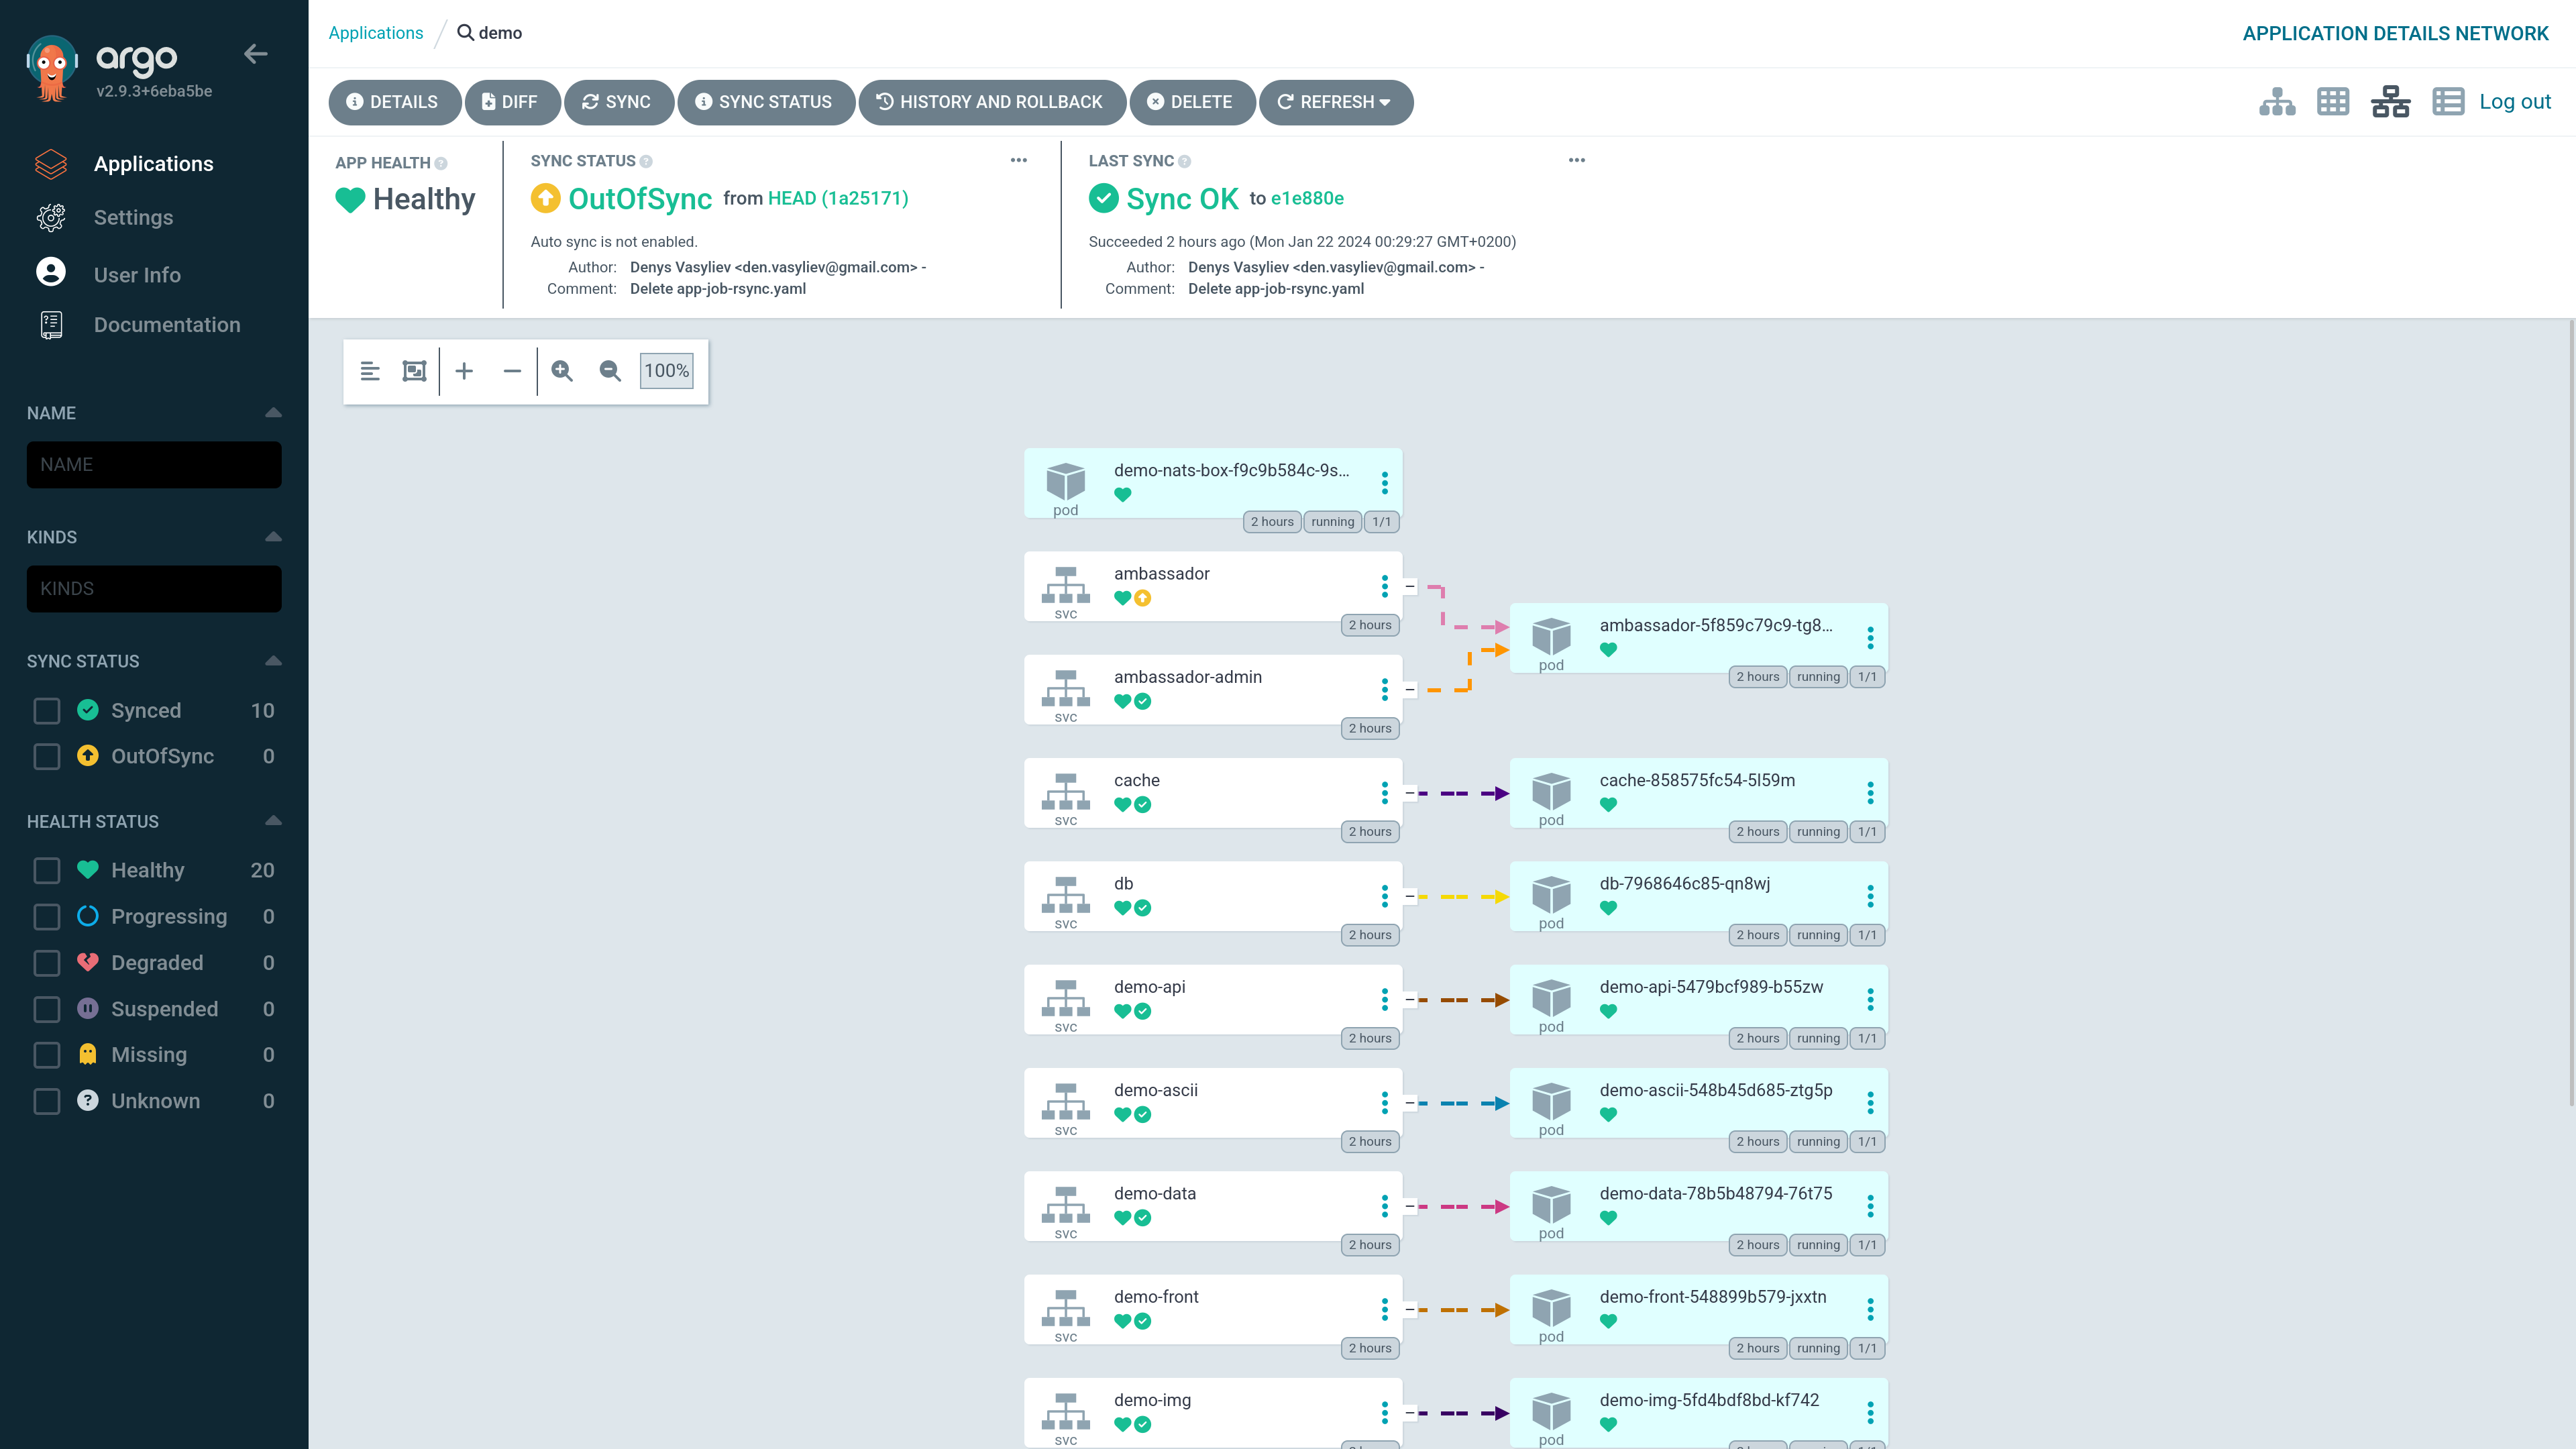 argo
v2.9.3+6eba5be
Applications
Settings
User Info
Documentation
NAME
NAME
KINDS
KINDS
SYNC STATUS
Synced 10
OutOfSync 0
HEALTH STATUS
Healthy 20
Progressing 0
Degraded 0
Suspended 0
Missing 0
Unknown 0
Applications / demo
APPLICATION DETAILS NETWORK
DETAILS DIFF SYNC SYNC STATUS HISTORY AND ROLLBACK DELETE REFRESH
Log out
APP HEALTH
Healthy
SYNC STATUS
OutOfSync from HEAD (1a25171)
Auto sync is not enabled.
Author: Denys Vasyliev <den.vasyliev@gmail.com> -
Comment: Delete app-job-rsync.yaml
LAST SYNC
Sync OK to e1e880e
Succeeded 2 hours ago (Mon Jan 22 2024 00:29:27 GMT+0200)
Author: Denys Vasyliev <den.vasyliev@gmail.com> -
Comment: Delete app-job-rsync.yaml
100%
demo-nats-box-f9c9b584c-9s...
pod
2 hours running 1/1
ambassador
svc
2 hours
ambassador-5f859c79c9-tg8...
pod
2 hours running 1/1
ambassador-admin
svc
2 hours
cache
svc
2 hours
cache-858575fc54-5l59m
pod
2 hours running 1/1
db
svc
2 hours
db-7968646c85-qn8wj
pod
2 hours running 1/1
demo-api
svc
2 hours
demo-api-5479bcf989-b55zw
pod
2 hours running 1/1
demo-ascii
svc
2 hours
demo-ascii-548b45d685-ztg5p
pod
2 hours running 1/1
demo-data
svc
2 hours
demo-data-78b5b48794-76t75
pod
2 hours running 1/1
demo-front
svc
2 hours
demo-front-548899b579-jxxtn
pod
2 hours running 1/1
demo-img
svc
demo-img-5fd4bdf8bd-kf742
pod